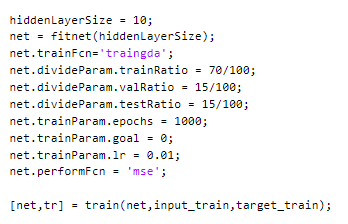 hiddenLayerSize = 10;
net = fitnet(hiddenLayerSize);
net.trainFcn='traingda';
net.divideParam.trainRatio = 70/100;
net.divideParam.valRatio = 15/100;
net.divideParam.testRatio = 15/100;
net.trainParam.epochs = 1000;
net.trainParam.goal = 0;
net.trainParam.lr = 0.01;
net.performFcn = 'mse';
[net,tr] = train(net,input_train,target_train);